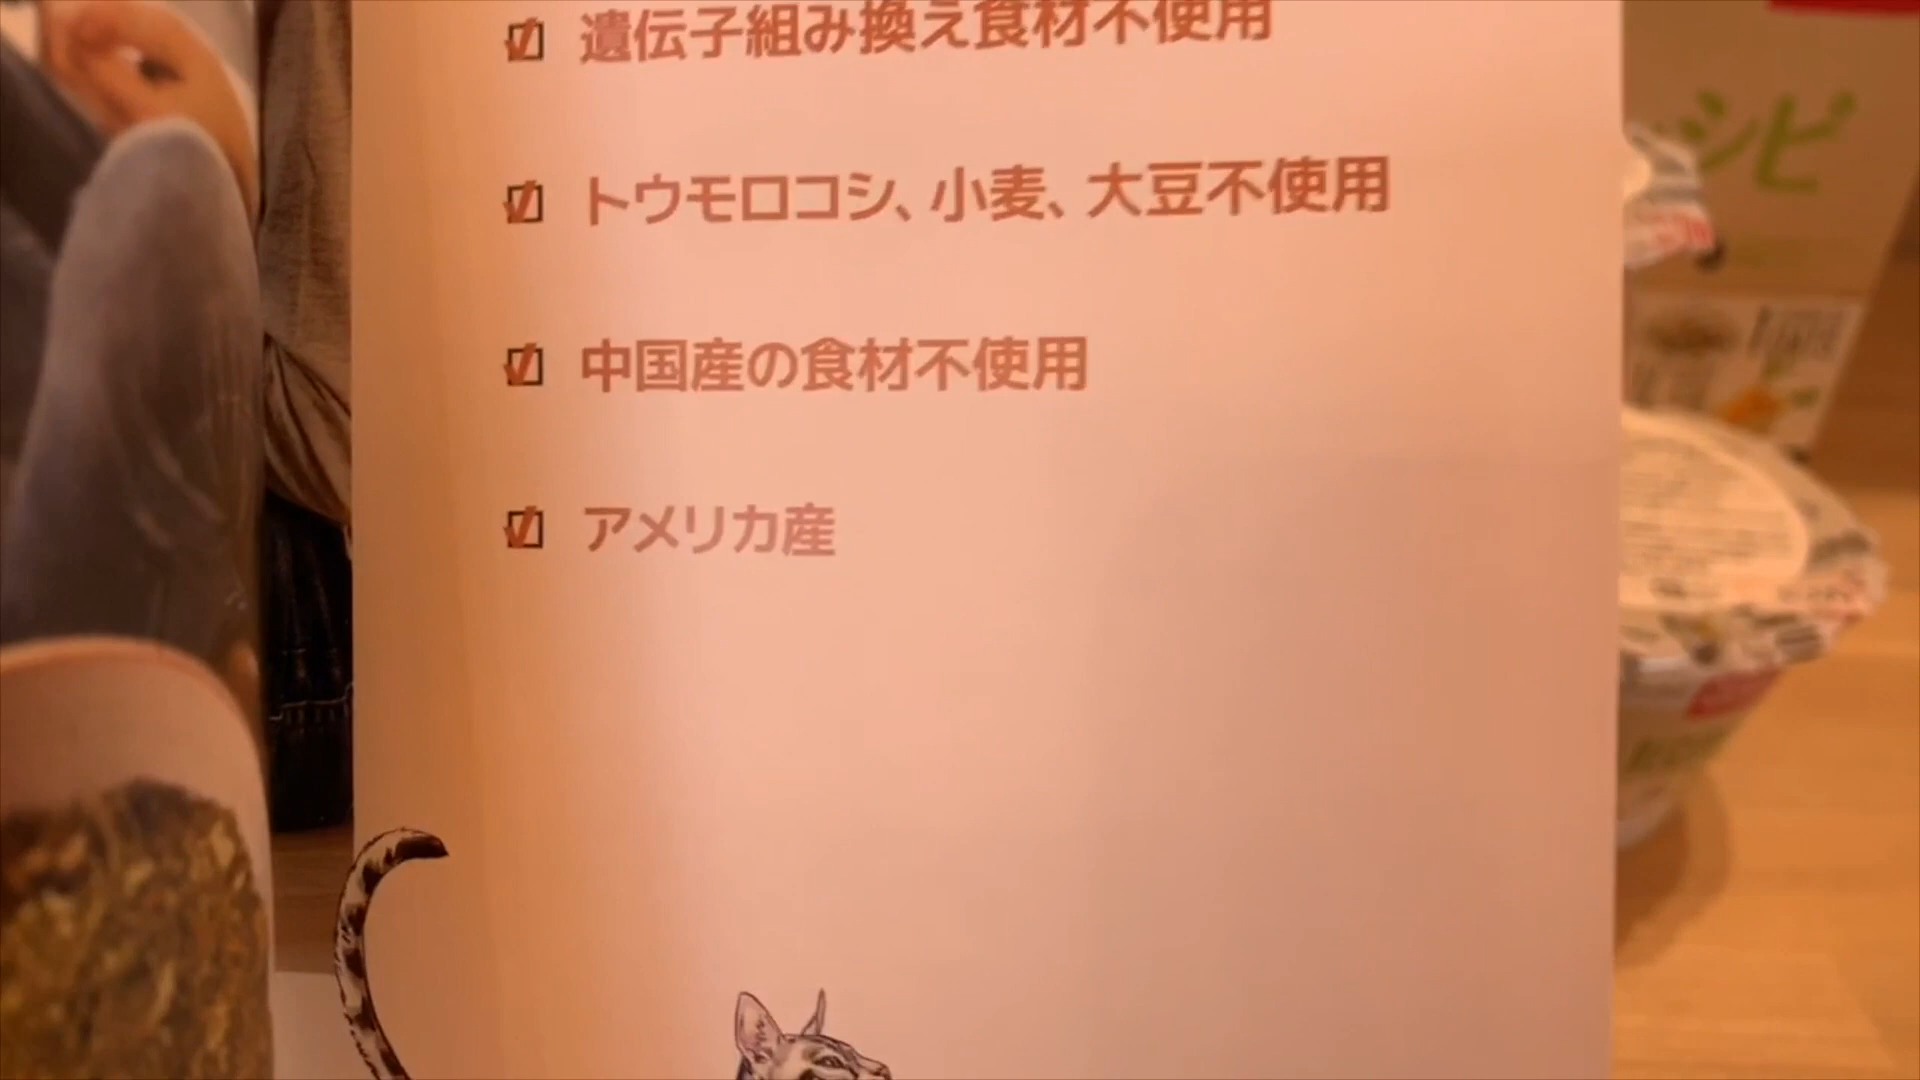 遺伝子組み換え食材不使用
トウモロコシ、小麦、大豆不使用
中国産の食材不使用
アメリカ産
シピ